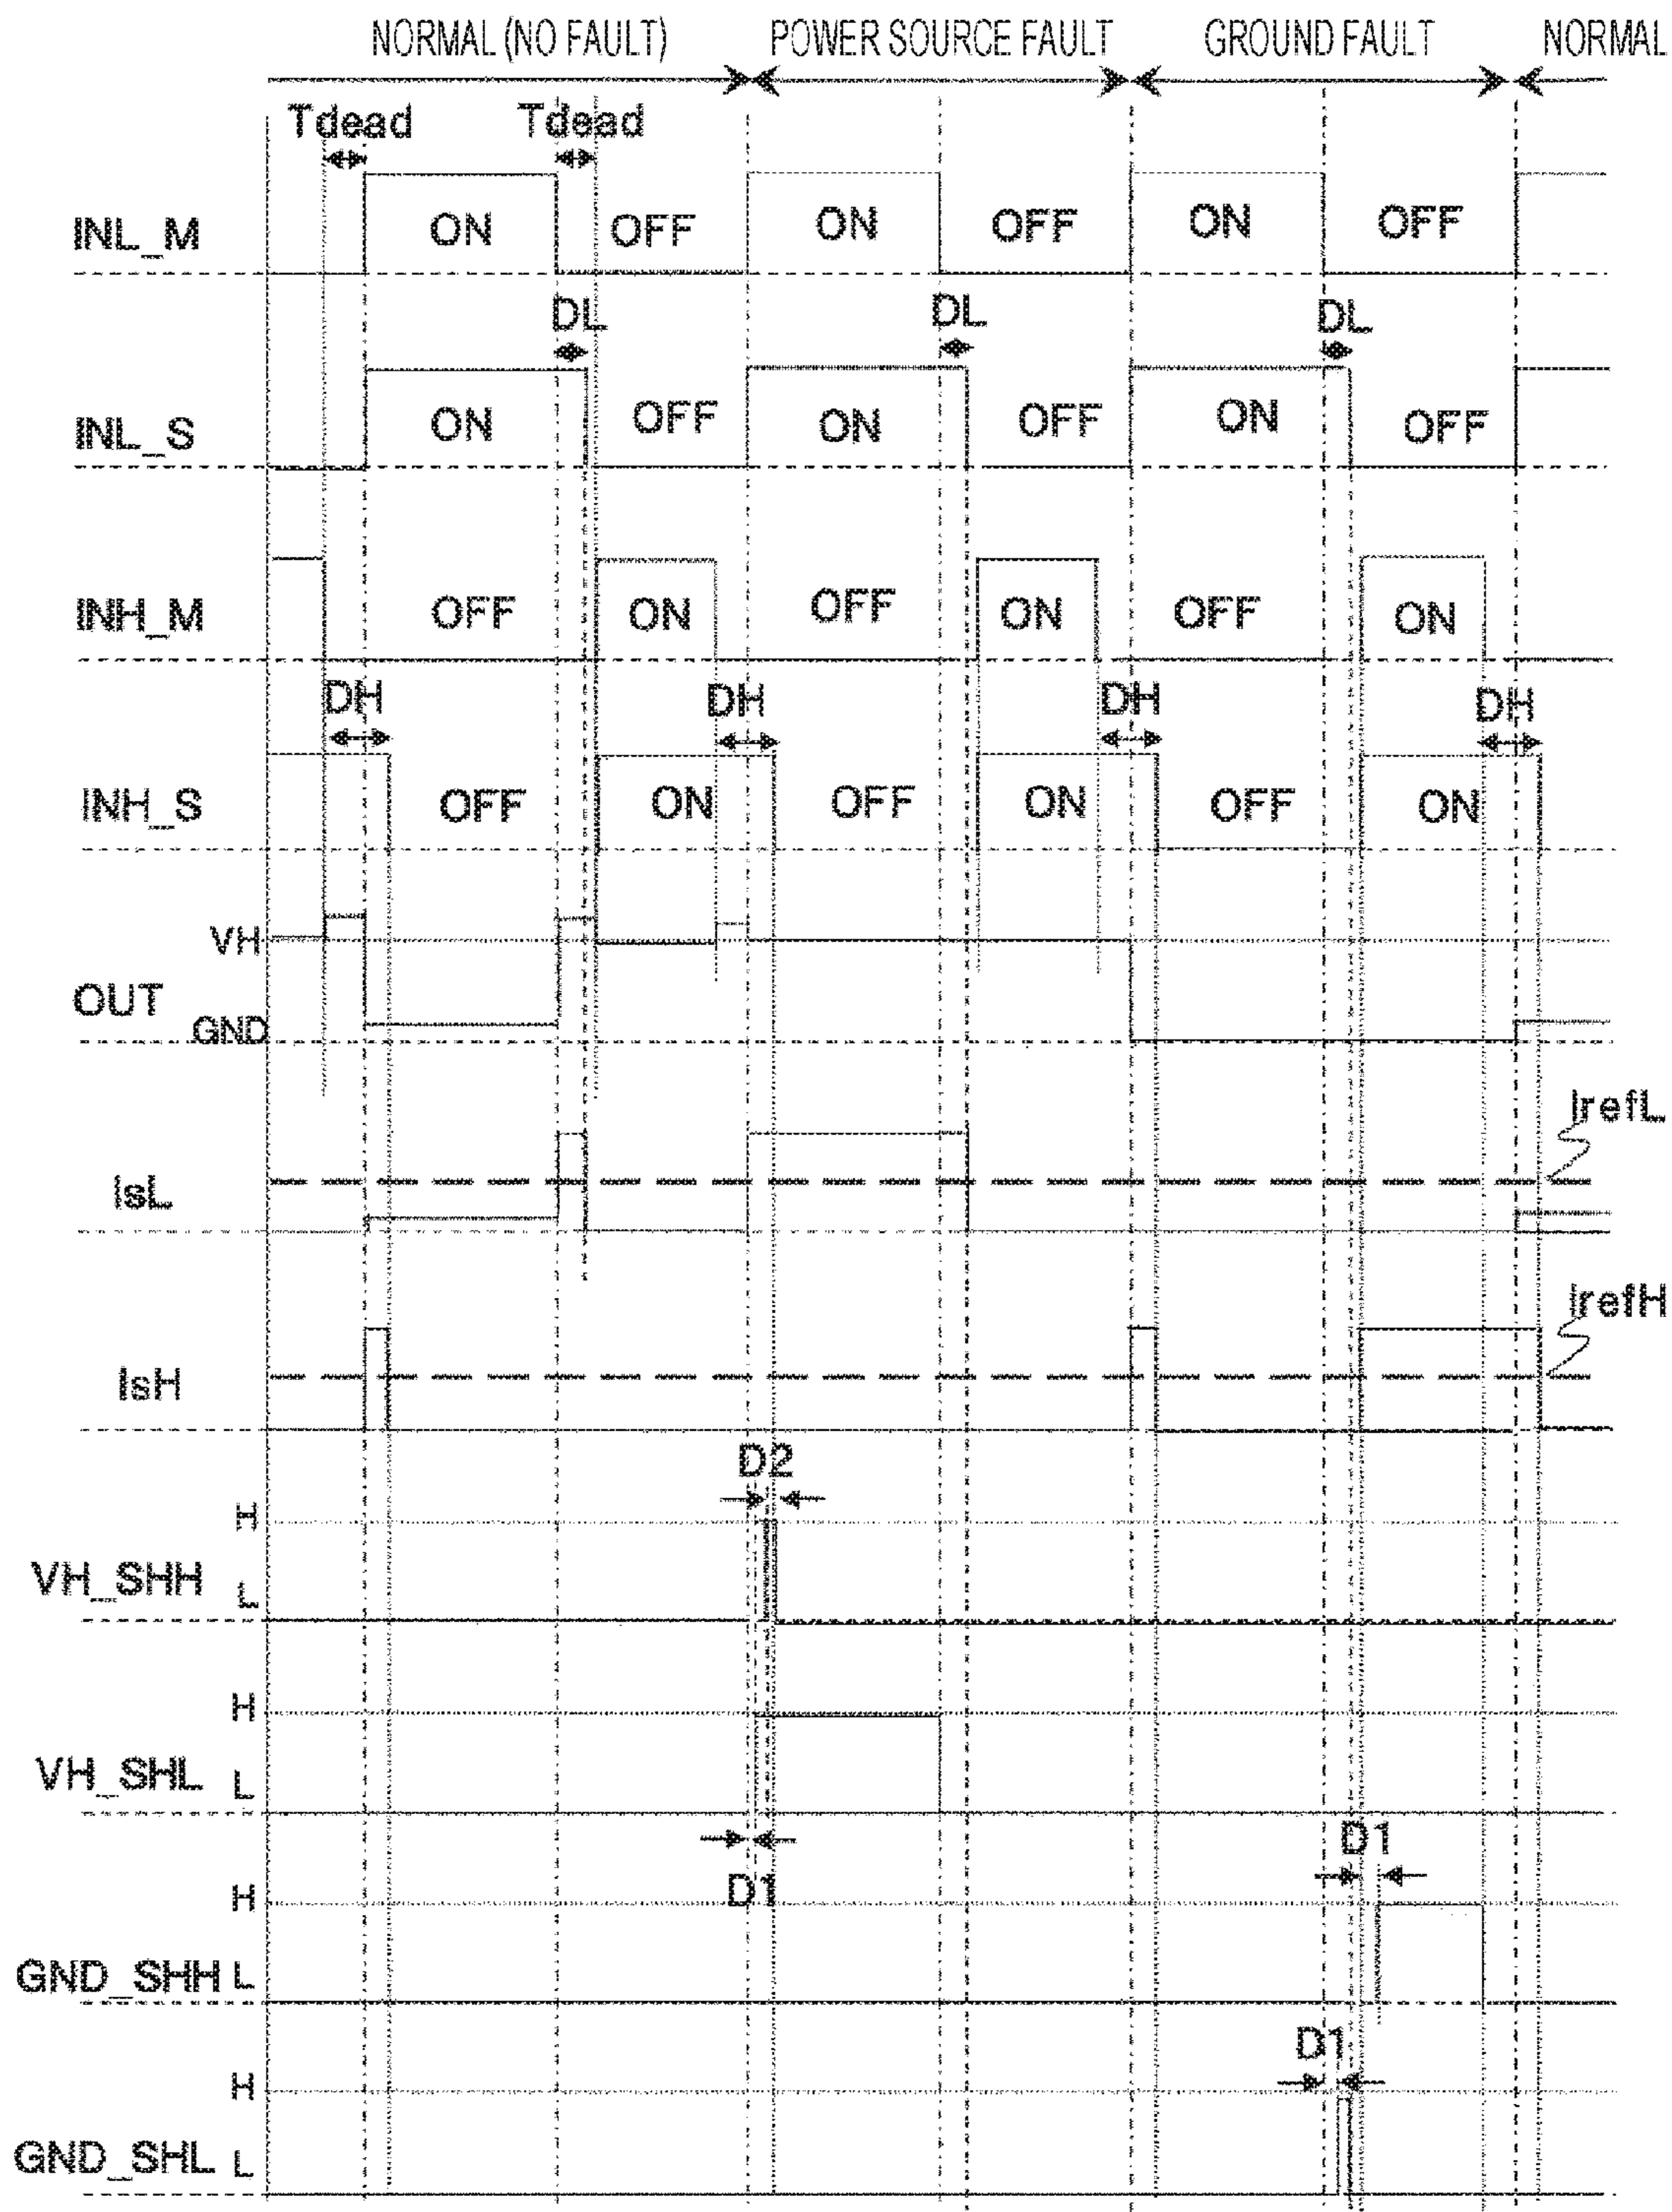 NORMAL (NO FAULT) POWER SOURCE FAULT GROUND FAULT NORMAL
Tdead Tdead
INL_M ON OFF ON OFF ON OFF
DL DL DL
INL_S ON OFF ON OFF ON OFF
INH_M OFF ON OFF ON OFF ON
DH DH DH DH
INH_S OFF ON OFF ON OFF ON
VH
OUT
GND
IrefL
IsL
IrefH
IsH
D2
H
VH_SHH L
H
VH_SHL L
D1
D1
H
GND_SHH L
D1
H
GND_SHL L